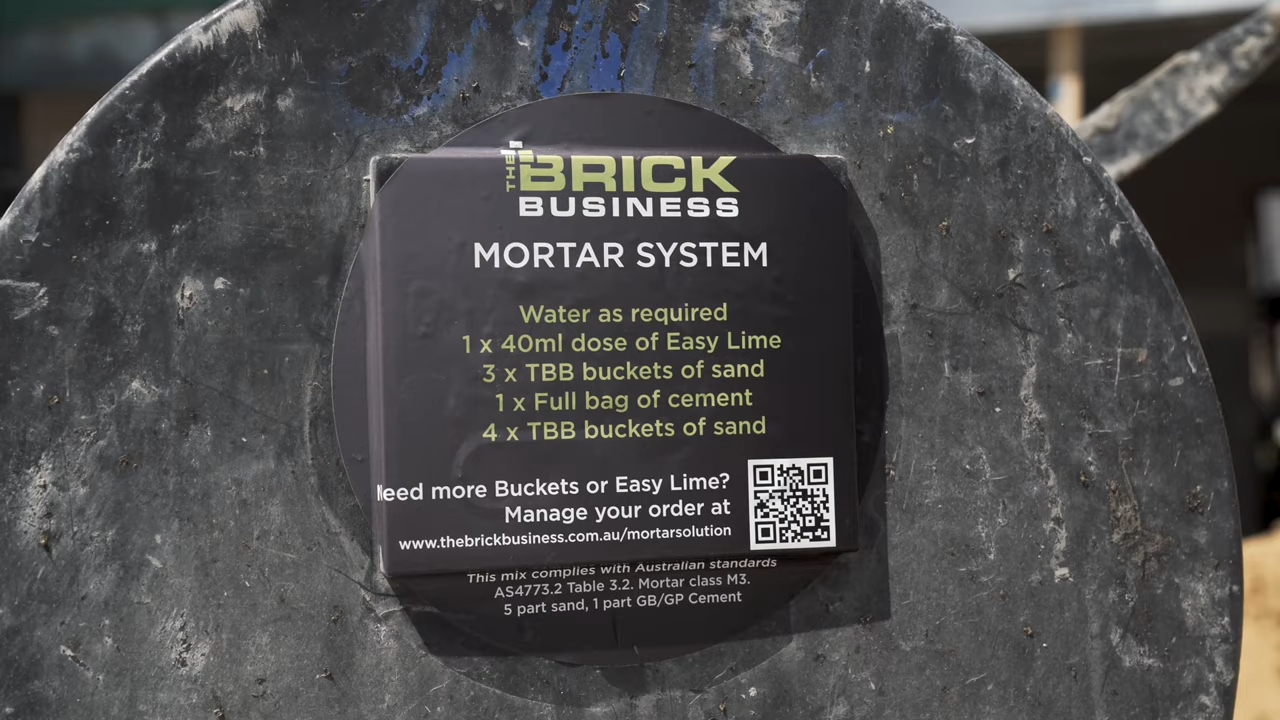 THE BRICK
BUSINESS
MORTAR SYSTEM
Water as required
1 x 40ml dose of Easy Lime
3 x TBB buckets of sand
1 x Full bag of cement
4 x TBB buckets of sand
Need more Buckets or Easy Lime?
Manage your order at
www.thebrickbusiness.com.au/mortarsolution
This mix complies with Australian standards
AS4773.2 Table 3.2. Mortar class M3.
5 part sand, 1 part GB/GP Cement